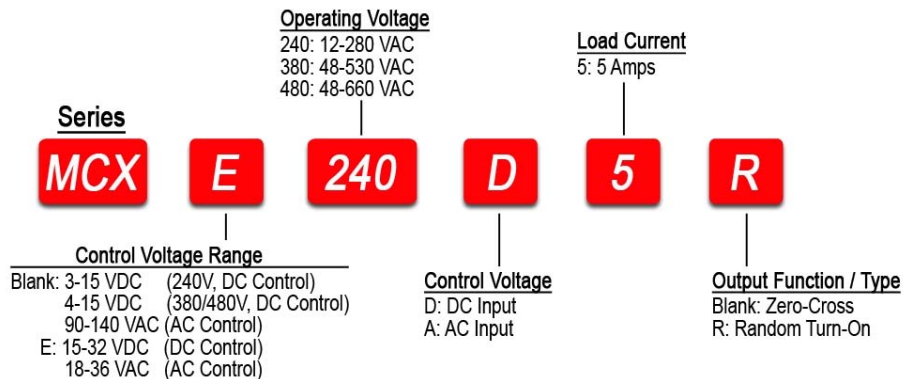 Operating Voltage
240: 12-280 VAC
380: 48-530 VAC
480: 48-660 VAC
Load Current
5: 5 Amps
Series
MCX E 240 D 5 R
Control Voltage Range
Blank: 3-15 VDC (240V, DC Control)
4-15 VDC (380/480V, DC Control)
90-140 VAC (AC Control)
E: 15-32 VDC (DC Control)
18-36 VAC (AC Control)
Control Voltage
D: DC Input
A: AC Input
Output Function / Type
Blank: Zero-Cross
R: Random Turn-On